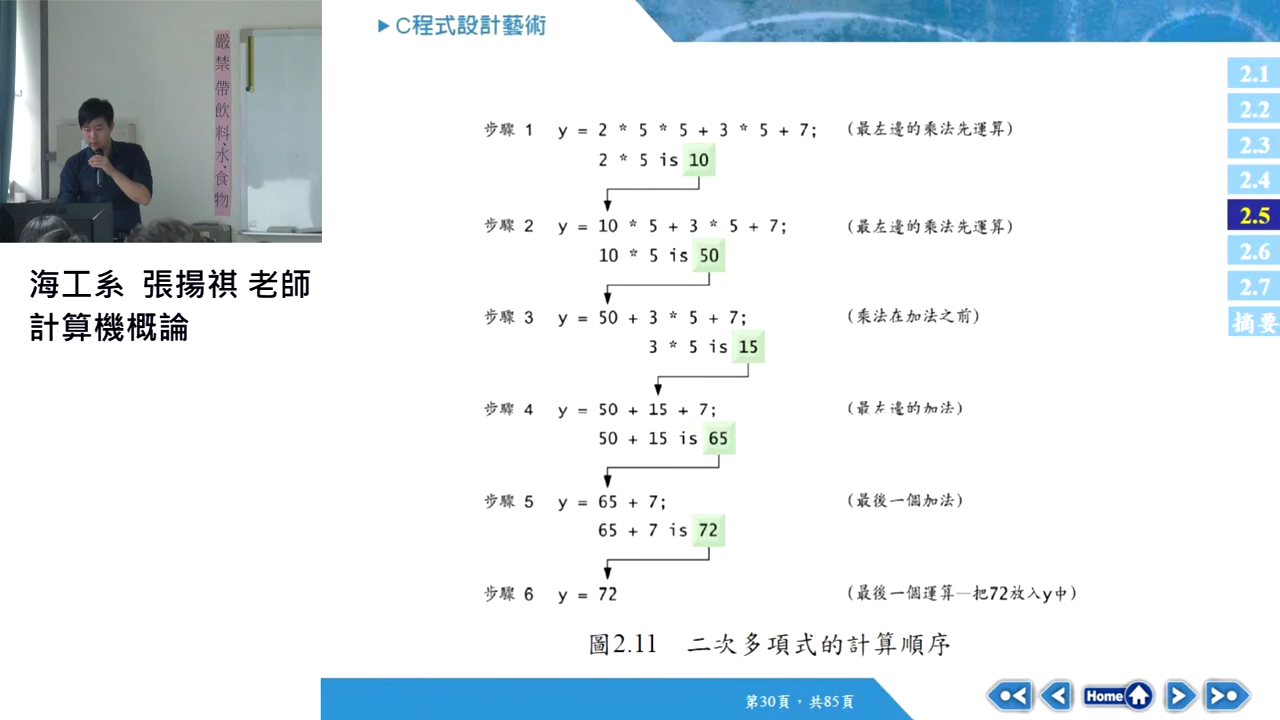 嚴禁帶飲料、水、食物
海工系 張揚祺 老師
計算機概論
C程式設計藝術
2.1
2.2
2.3
2.4
2.5
2.6
2.7
摘要
步驟 1 y = 2 * 5 * 5 + 3 * 5 + 7; (最左邊的乘法先運算)
2 * 5 is 10
步驟 2 y = 10 * 5 + 3 * 5 + 7; (最左邊的乘法先運算)
10 * 5 is 50
步驟 3 y = 50 + 3 * 5 + 7; (乘法在加法之前)
3 * 5 is 15
步驟 4 y = 50 + 15 + 7; (最左邊的加法)
50 + 15 is 65
步驟 5 y = 65 + 7; (最後一個加法)
65 + 7 is 72
步驟 6 y = 72 (最後一個運算—把72放入y中)
圖2.11 二次多項式的計算順序
第30頁，共85頁
Home